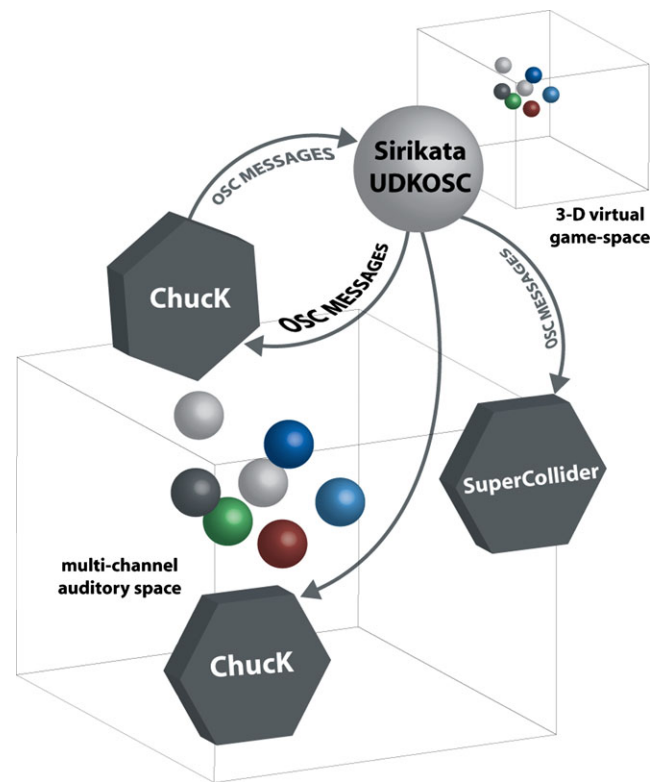 Sirikata
UDKOSC
3-D virtual
game-space
OSC MESSAGES
ChucK
OSC MESSAGES
OSC MESSAGES
SuperCollider
multi-channel
auditory space
ChucK